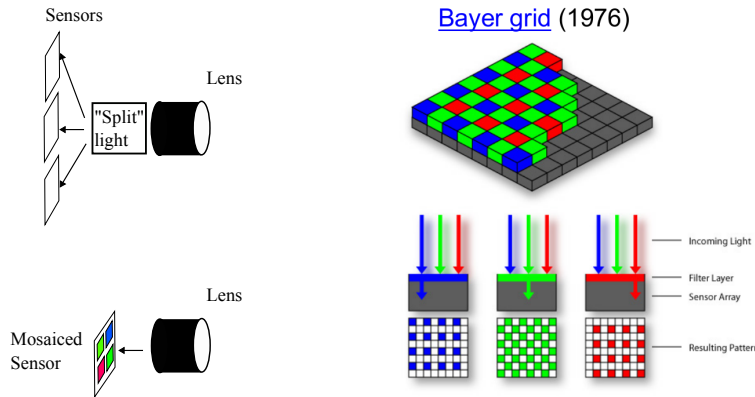 Sensors
Lens
"Split"
light
Lens
Mosaiced
Sensor
Bayer grid (1976)
Incoming Light
Filter Layer
Sensor Array
Resulting Pattern